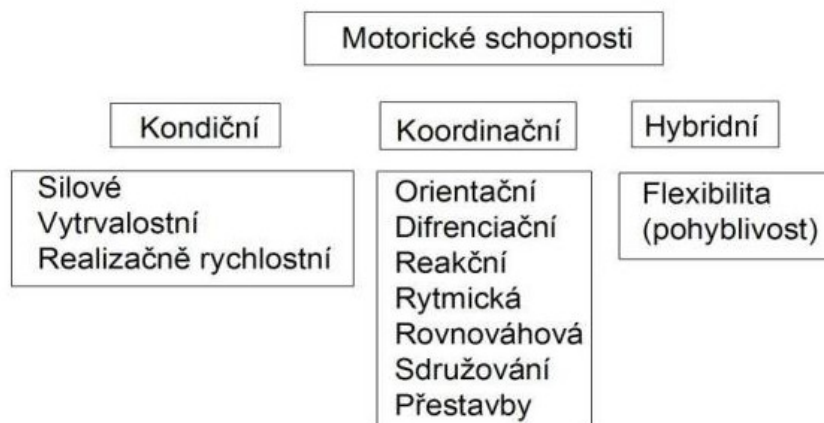 Motorické schopnosti
Kondiční
Silové
Vytrvalostní
Realizačně rychlostní
Koordinační
Orientační
Difrenciační
Reakční
Rytmická
Rovnováhová
Sdružování
Přestavby
Hybridní
Flexibilita
(pohyblivost)